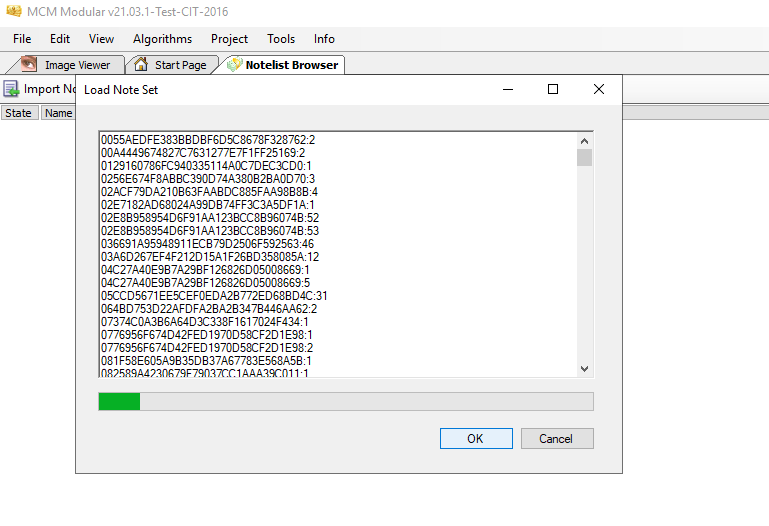 MCM Modular v21.03.1-Test-CIT-2016
File Edit View Algorithms Project Tools Info
Image Viewer Start Page Notelist Browser
Import No
Load Note Set
State Name
0055AEDFE383BBDBF6D5C8678F328762:2
00A4449674827C7631277E7F1FF25169:2
0129160786FC940335114A0C7DEC3CD0:1
0256E674F8ABBC390D74A380B2BA0D70:3
02ACF79DA210B63FAABDC885FAA98B8B:4
02E7182AD68024A99DB74FF3C3A5DF1A:1
02E8B958954D6F91AA123BCC8B96074B:52
02E8B958954D6F91AA123BCC8B96074B:53
036691A95948911ECB79D2506F592563:46
03A6D267EF4F212D15A1F26BD358085A:12
04C27A40E9B7A29BF126826D05008669:1
04C27A40E9B7A29BF126826D05008669:5
05CCD5671EE5CEF0EDA2B772ED68BD4C:31
064BD753D22AFDFA2BA2B347B446AA62:2
07374C0A3B6A64D3C338F1617024F434:1
0776956F674D42FED1970D58CF2D1E98:1
0776956F674D42FED1970D58CF2D1E98:2
081F58E605A9B35DB37A67783E568A5B:1
082589A4230679F79037CC1AAA39C011:1
OK Cancel